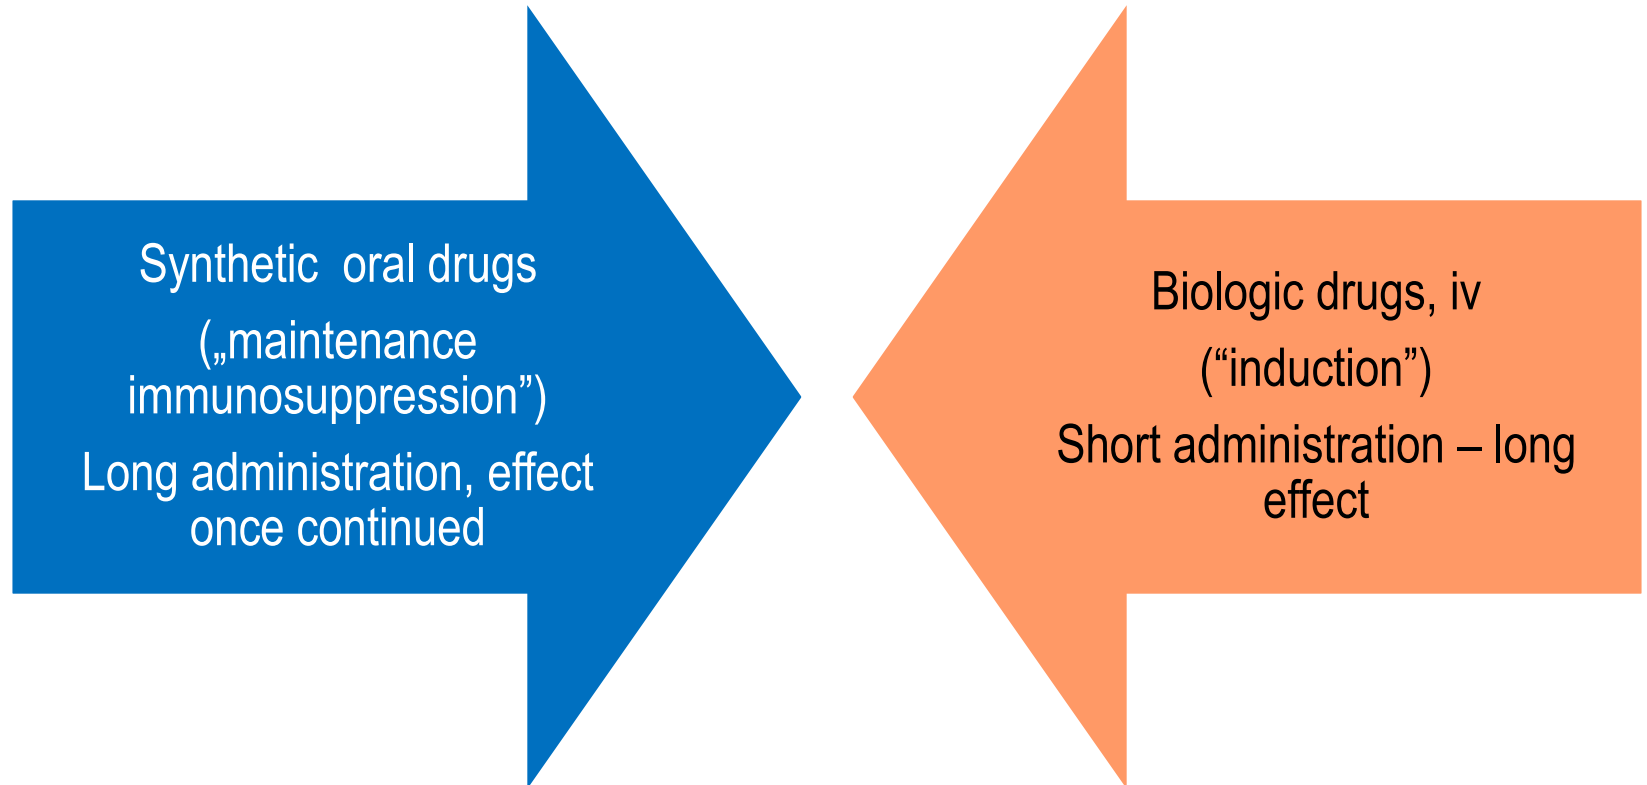 Synthetic  oral drugs
(„maintenance
immunosuppression”)
Long administration, effect
once continued
Biologic drugs, iv
(“induction”)
Short administration – long
effect